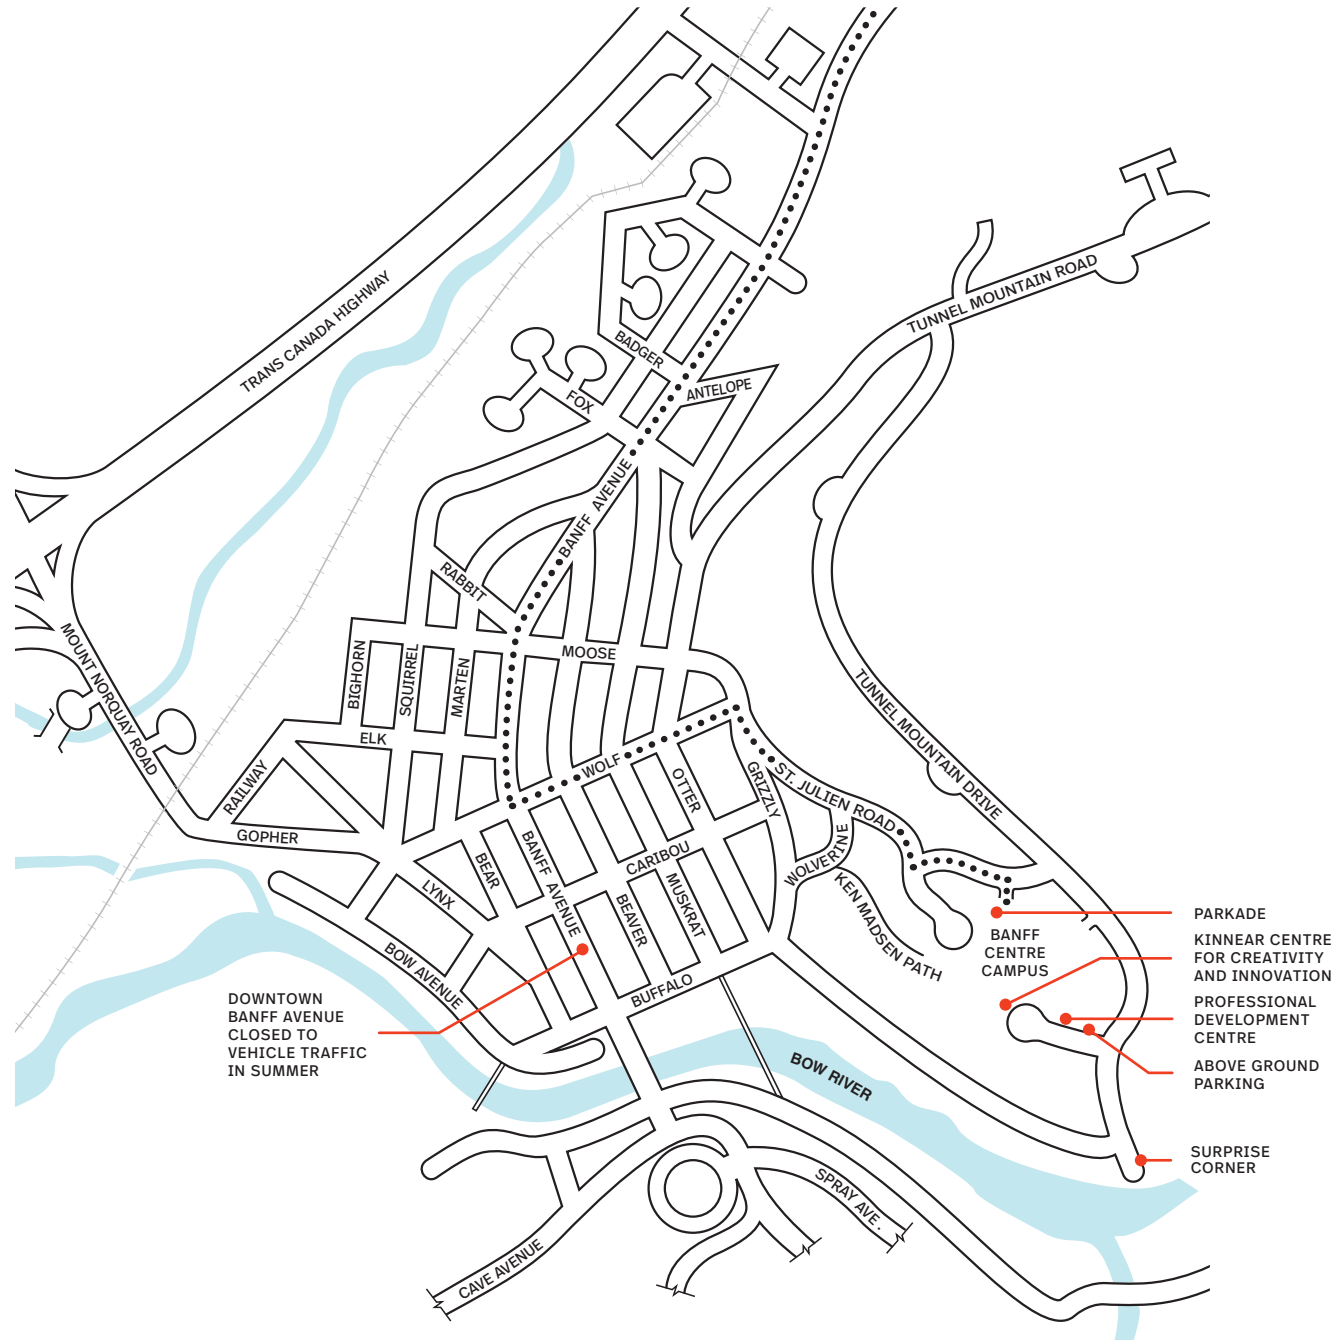 TRANS CANADA HIGHWAY
TUNNEL MOUNTAIN ROAD
BADGER
ANTELOPE
FOX
BANFF AVENUE
RABBIT
MOOSE
BIGHORN
SQUIRREL
MARTEN
MOUNT NORQUAY ROAD
ELK
WOLF
TUNNEL MOUNTAIN DRIVE
RAILWAY
GOPHER
OTTER
GRIZZLY
ST. JULIEN ROAD
BANFF AVENUE
CARIBOU
BEAR
LYNX
WOLVERINE
MUSKRAT
BEAVER
KEN MADSEN PATH
BOW AVENUE
BUFFALO
BANFF
CENTRE
CAMPUS
PARKADE
KINNEAR CENTRE
FOR CREATIVITY
AND INNOVATION
PROFESSIONAL
DEVELOPMENT
CENTRE
ABOVE GROUND
PARKING
DOWNTOWN
BANFF AVENUE
CLOSED TO
VEHICLE TRAFFIC
IN SUMMER
BOW RIVER
SURPRISE
CORNER
SPRAY AVE.
CAVE AVENUE